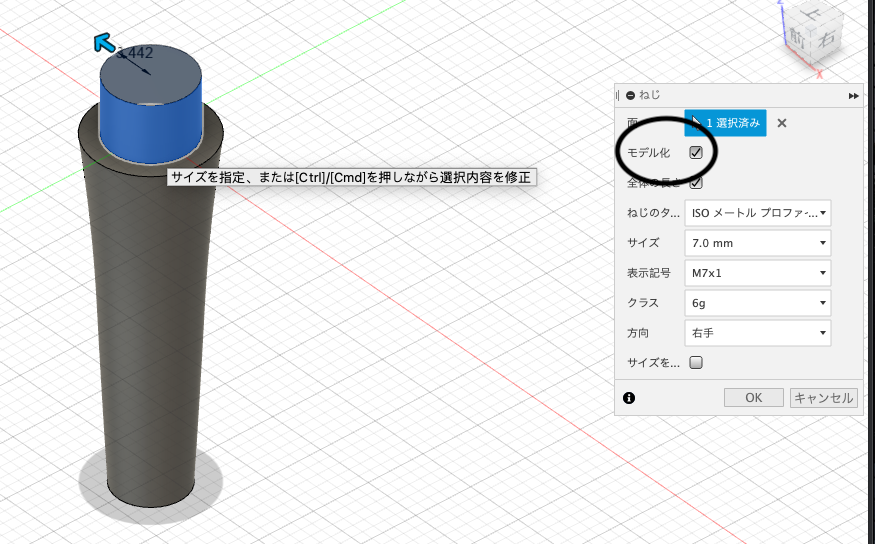 .442
Z
上
前
右
X
ねじ
面
1 選択済み
モデル化
サイズを指定、または[Ctrl]/[Cmd]を押しながら選択内容を修正
全体の長さ
ねじのタ...
ISO メートル プロファ-...
サイズ
7.0 mm
表示記号
M7x1
クラス
6g
方向
右手
サイズを...
OK
キャンセル